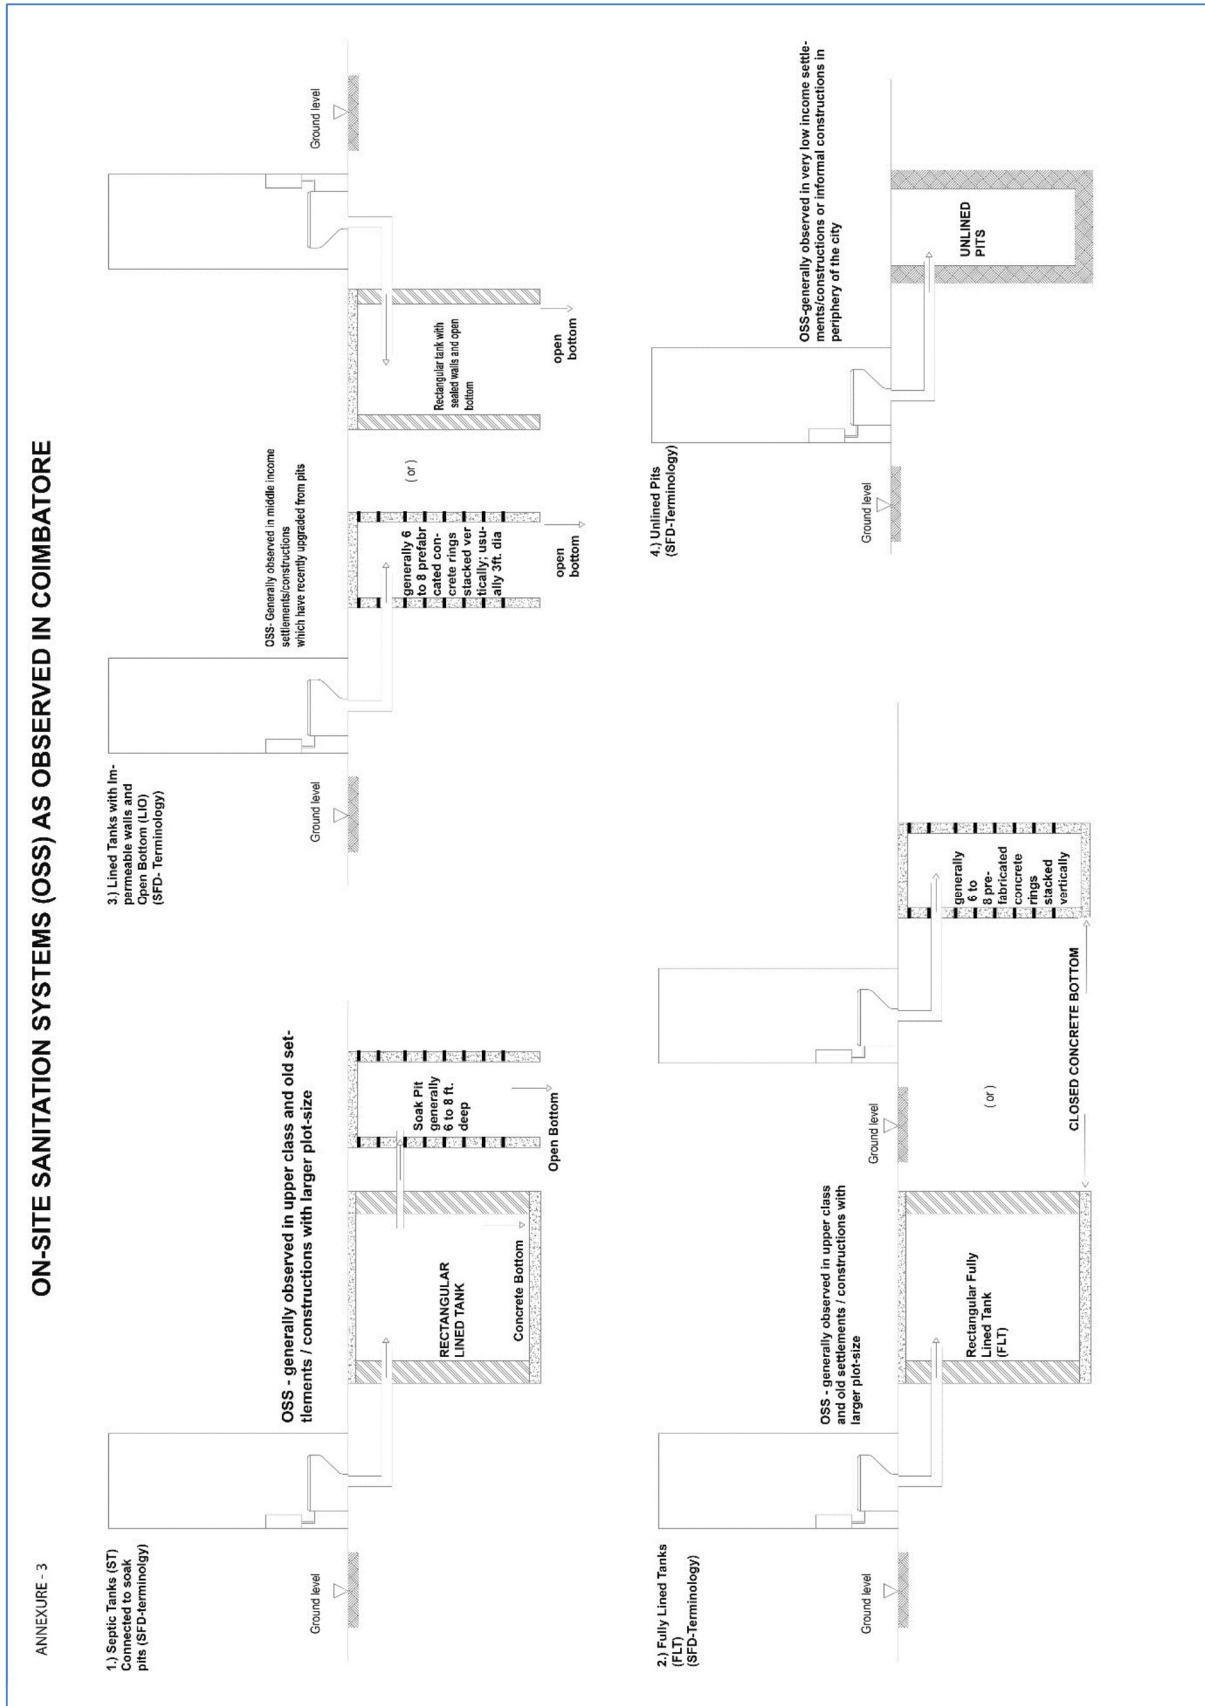 ANNEXURE - 3
ON-SITE SANITATION SYSTEMS (OSS) AS OBSERVED IN COIMBATORE
1.) Septic Tanks (ST)
Connected to soak
pits (SFD-terminolgy)
OSS - generally observed in upper class and old set-
tlements / constructions with larger plot-size
Ground level
RECTANGULAR
LINED TANK
Concrete Bottom
Soak Pit
generally
6 to 8 ft.
deep
Open Bottom
3.) Lined Tanks with Im-
permeable walls and
Open Bottom (LIO)
(SFD- Terminology)
OSS- Generally observed in middle income
settlements/constructions
which have recently upgraded from pits
Ground level
generally 6
to 8 prefabr
cated con-
crete rings
stacked ver
tically; usu-
ally 3ft. dia
open
bottom
( or )
Rectangular tank with
sealed walls and open
bottom
open
bottom
Ground level
2.) Fully Lined Tanks
(FLT)
(SFD-Terminology)
OSS - generally observed in upper class
and old settlements / constructions with
larger plot-size
Ground level
Rectangular Fully
Lined Tank
(FLT)
Ground level
( or )
CLOSED CONCRETE BOTTOM
generally
6 to
8 pre-
fabricated
concrete
rings
stacked
vertically
4.) Unlined Pits
(SFD-Terminology)
OSS-generally observed in very low income settle-
ments/constructions or informal constructions in
periphery of the city
Ground level
UNLINED
PITS